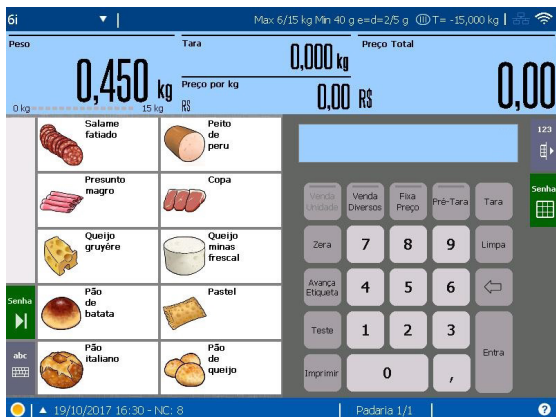 6i
Max 6/15 kg Min 40 g e=d=2/5 g (III) T= -15,000 kg
Peso
Tara
Preço Total
0,450 kg
0,000 kg
Preço por kg
R$ 0,00
R$ 0,00
0 kg 15 kg
Salame
fatiado
Peito
de
peru
Presunto
magro
Copa
Queijo
gruyére
Queijo
minas
frescal
Pão
de
batata
Pastel
Pão
italiano
Pão
de
queijo
Senha
abc
123
Senha
Venda
Unidade
Venda
Diversos
Fixa
Preço
Pré-Tara
Tara
Zera
7
8
9
Limpa
Avança
Etiqueta
4
5
6
Teste
1
2
3
Entra
Imprimir
0
,
19/10/2017 16:30 - NC: 8
Padaria 1/1
?